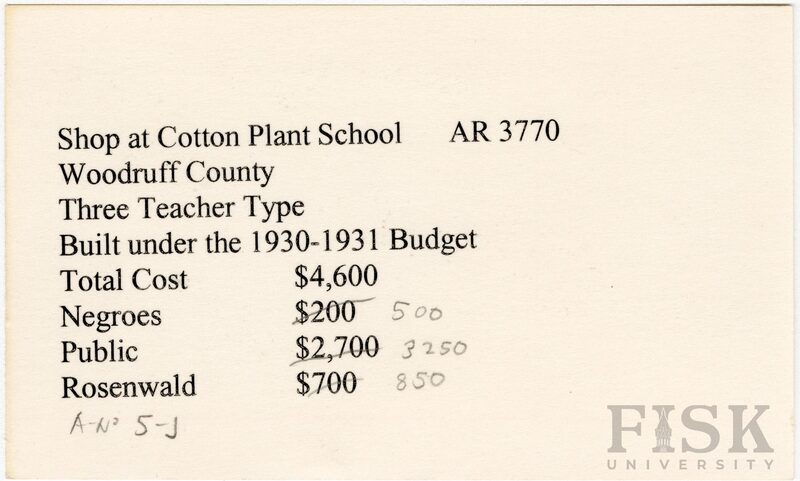 Shop at Cotton Plant School AR 3770
Woodruff County
Three Teacher Type
Built under the 1930-1931 Budget
Total Cost $4,600
Negroes $200 500
Public $2,700 3250
Rosenwald $700 850
A-Nº 5-J
FISK
UNIVERSITY